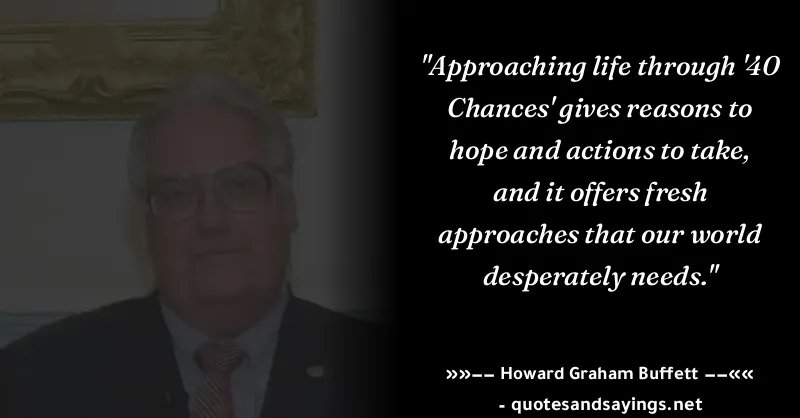 "Approaching life through '40
Chances' gives reasons to
hope and actions to take,
and it offers fresh
approaches that our world
desperately needs."
»»−− Howard Graham Buffett −−««
- quotesandsayings.net